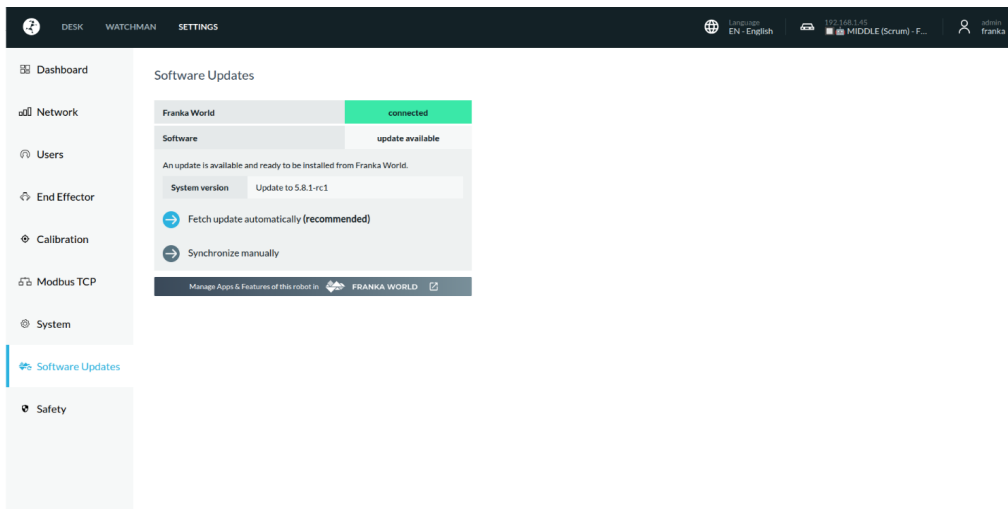 DESK WATCHMAN SETTINGS
Language
EN - English
192.168.1.45
MIDDLE (Scrum) - F...
admin
franka
Dashboard
Network
Users
End Effector
Calibration
Modbus TCP
System
Software Updates
Safety
Software Updates
Franka World connected
Software update available
An update is available and ready to be installed from Franka World.
System version Update to 5.8.1-rc1
Fetch update automatically (recommended)
Synchronize manually
Manage Apps & Features of this robot in FRANKA WORLD